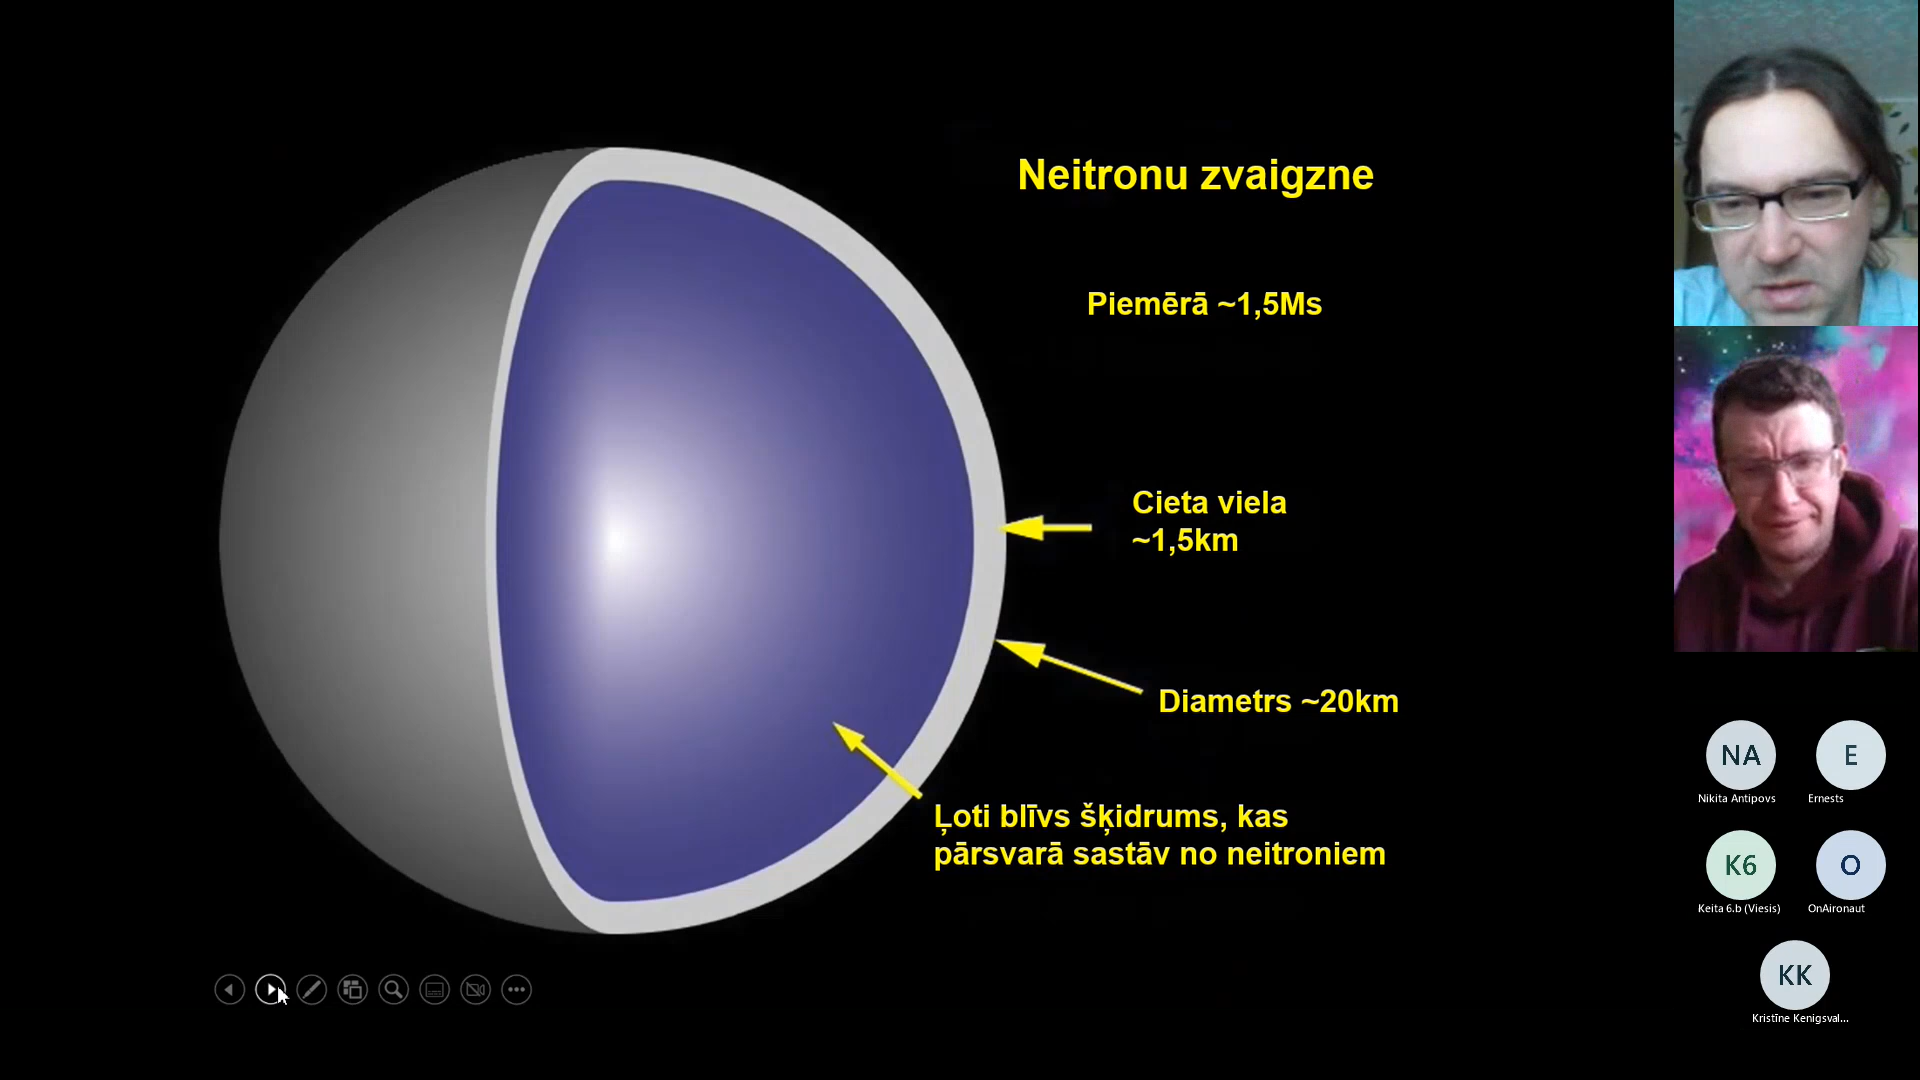 Neitronu zvaigzne
Piemērā ~1,5Ms
Cieta viela
~1,5km
Diametrs ~20km
Ļoti blīvs šķidrums, kas
pārsvarā sastāv no neitroniem
NA
Nikita Antipovs
E
Ernests
K6
Keita 6.b (Viesis)
O
OnAironaut
KK
Kristīne Kenigsval...